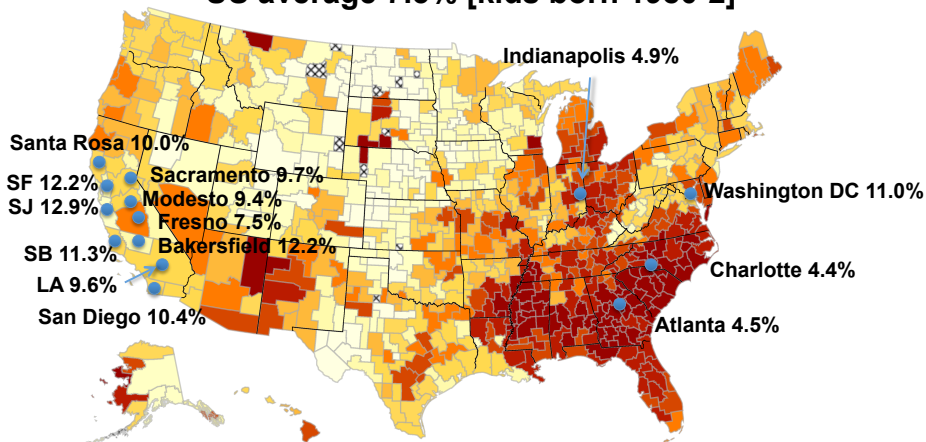 Indianapolis 4.9%
Santa Rosa 10.0%
Sacramento 9.7%
SF 12.2%
Modesto 9.4%
SJ 12.9%
Fresno 7.5%
Washington DC 11.0%
SB 11.3%
Bakersfield 12.2%
Charlotte 4.4%
LA 9.6%
San Diego 10.4%
Atlanta 4.5%